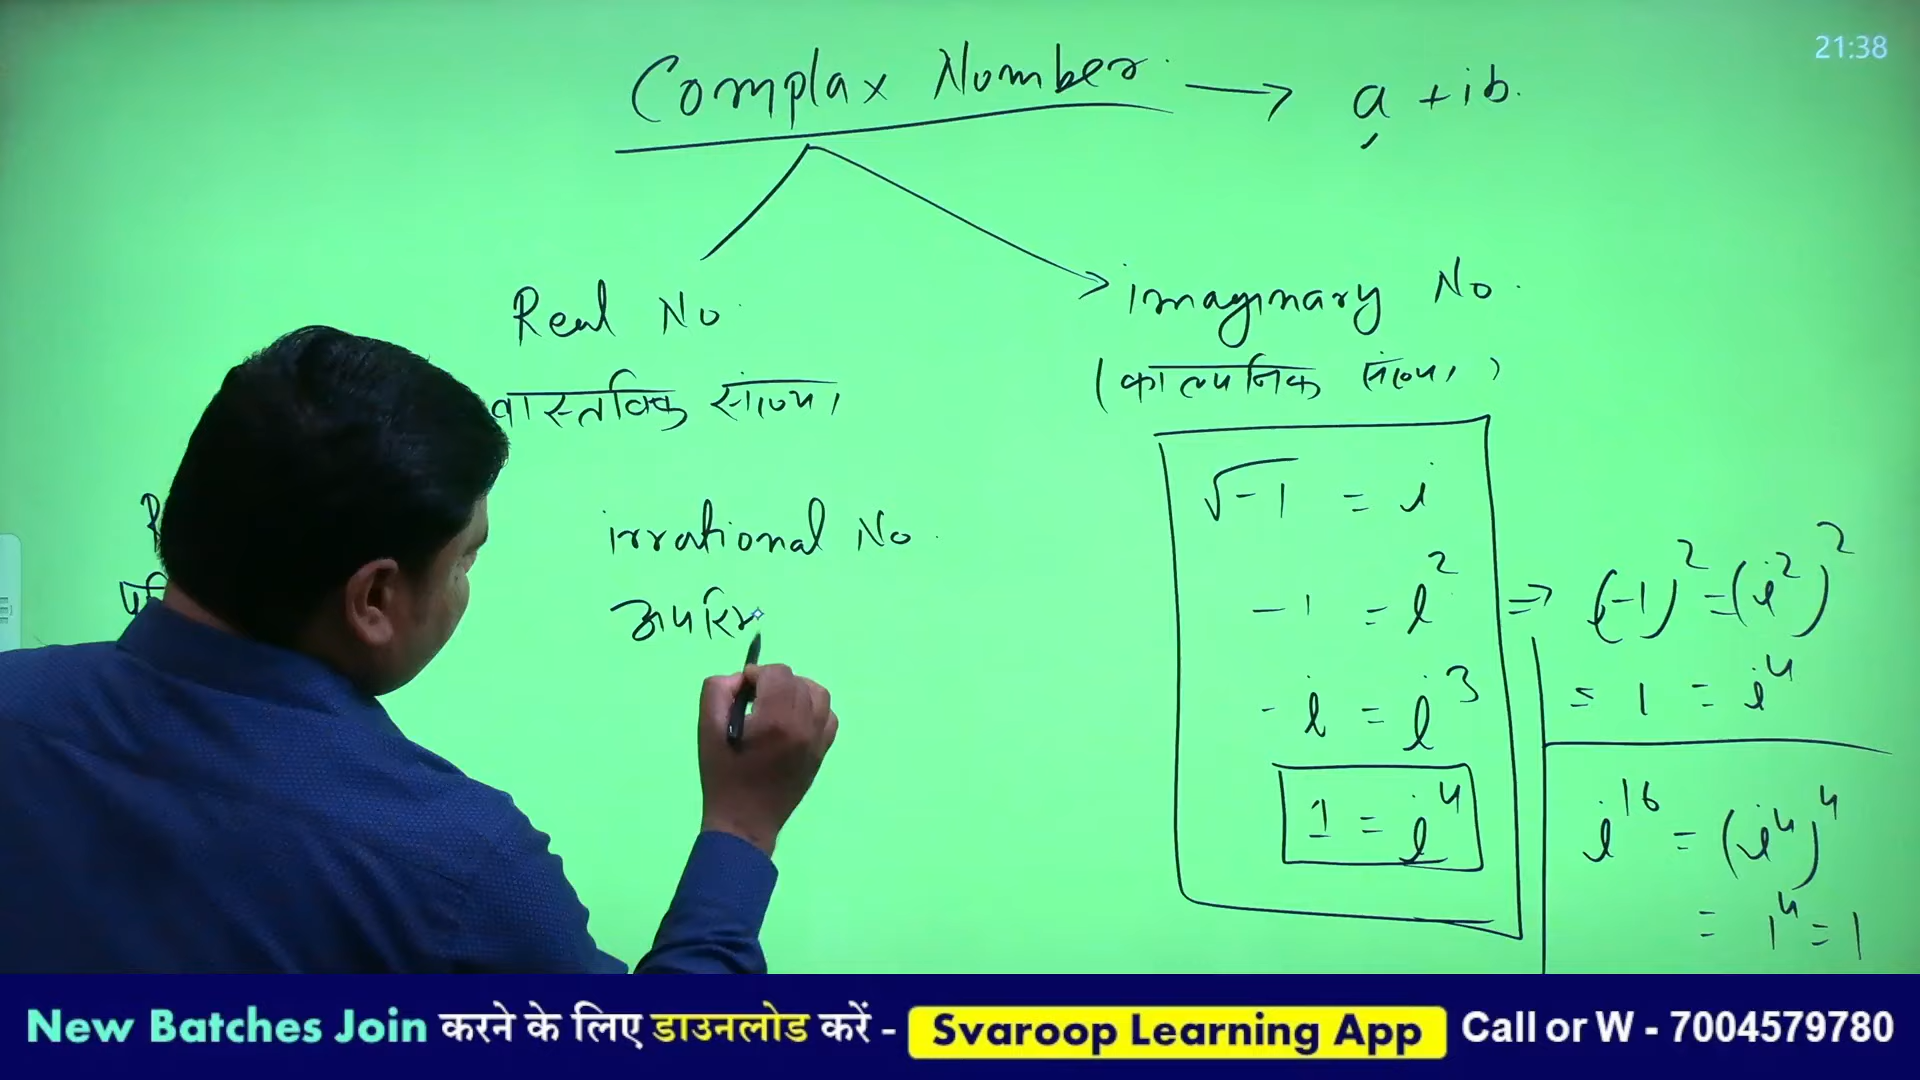 21:38
Complax Number → a + ib.
Real No.
वास्तविक संख्या
imaginary No.
(काल्पनिक संख्या)
irrational No.
अपरिम
√-1 = i
-1 = i²
-i = i³
1 = i⁴
⇒ (-1)² = (i²)²
= 1 = i⁴
i¹⁶ = (i⁴)⁴
= 1⁴ = 1
New Batches Join करने के लिए डाउनलोड करें - Svaroop Learning App Call or W - 7004579780